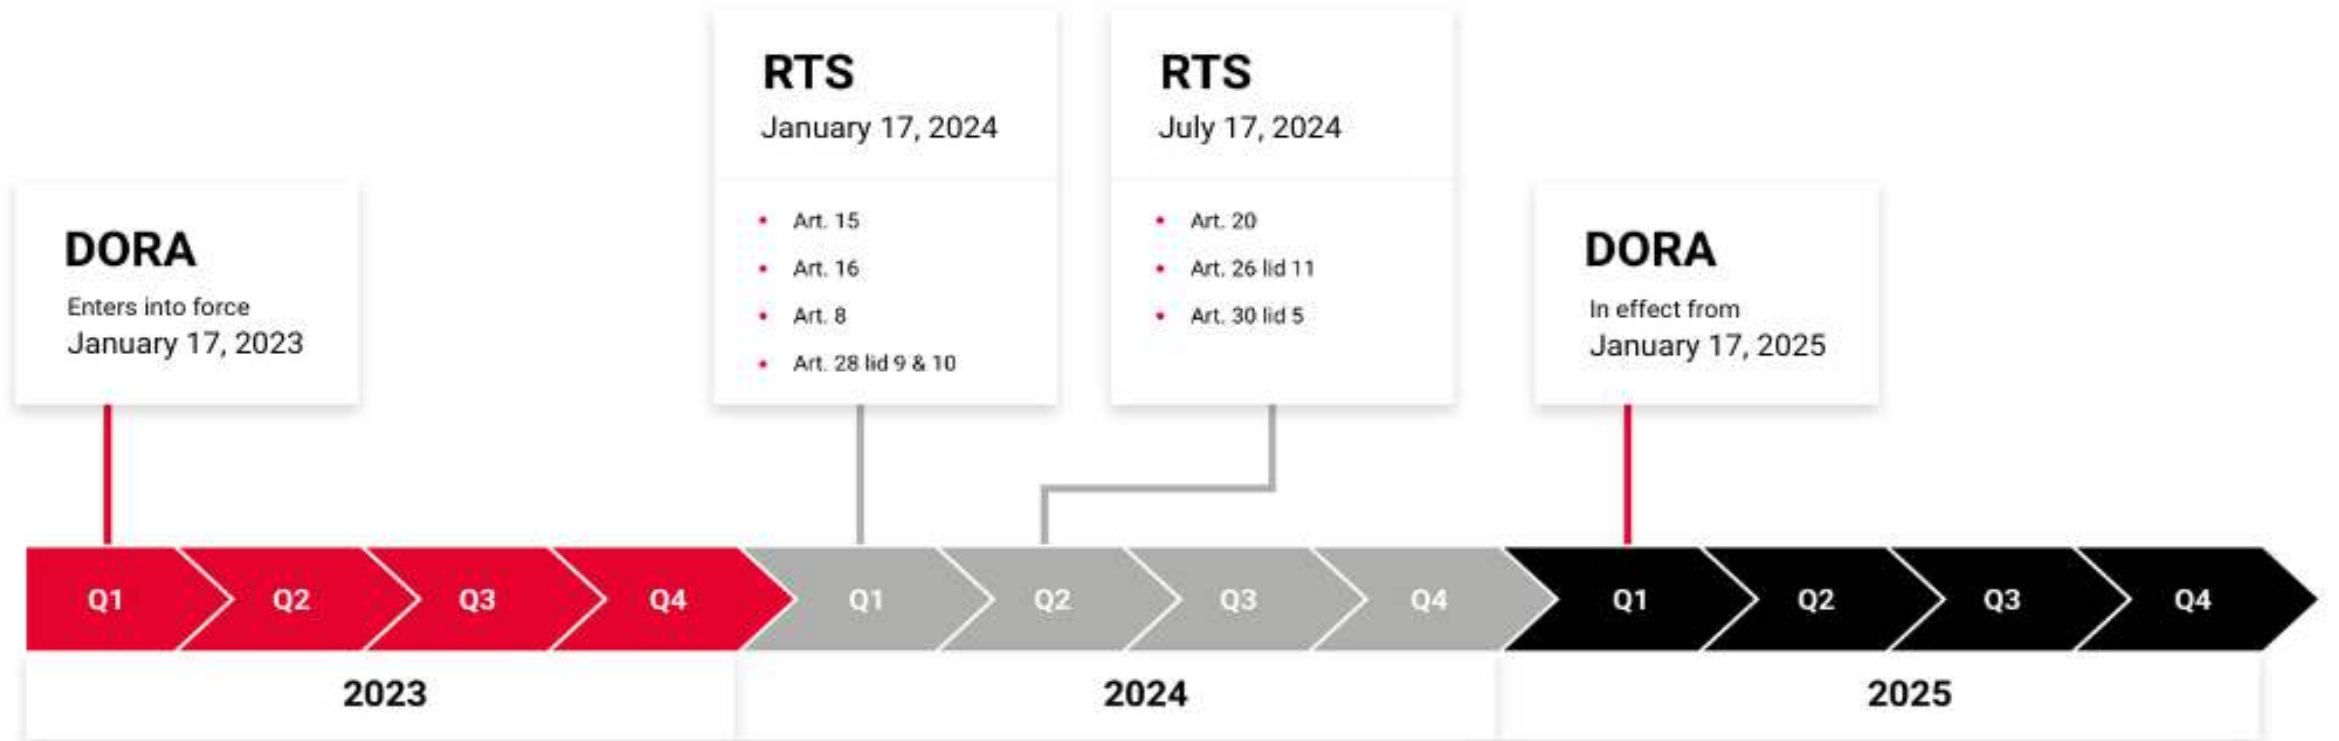 DORA
Enters into force
January 17, 2023
RTS
January 17, 2024
• Art. 15
• Art. 16
• Art. 8
• Art. 28 lid 9 & 10
RTS
July 17, 2024
• Art. 20
• Art. 26 lid 11
• Art. 30 lid 5
DORA
In effect from
January 17, 2025
Q1 Q2 Q3 Q4 Q1 Q2 Q3 Q4 Q1 Q2 Q3 Q4
2023 2024 2025